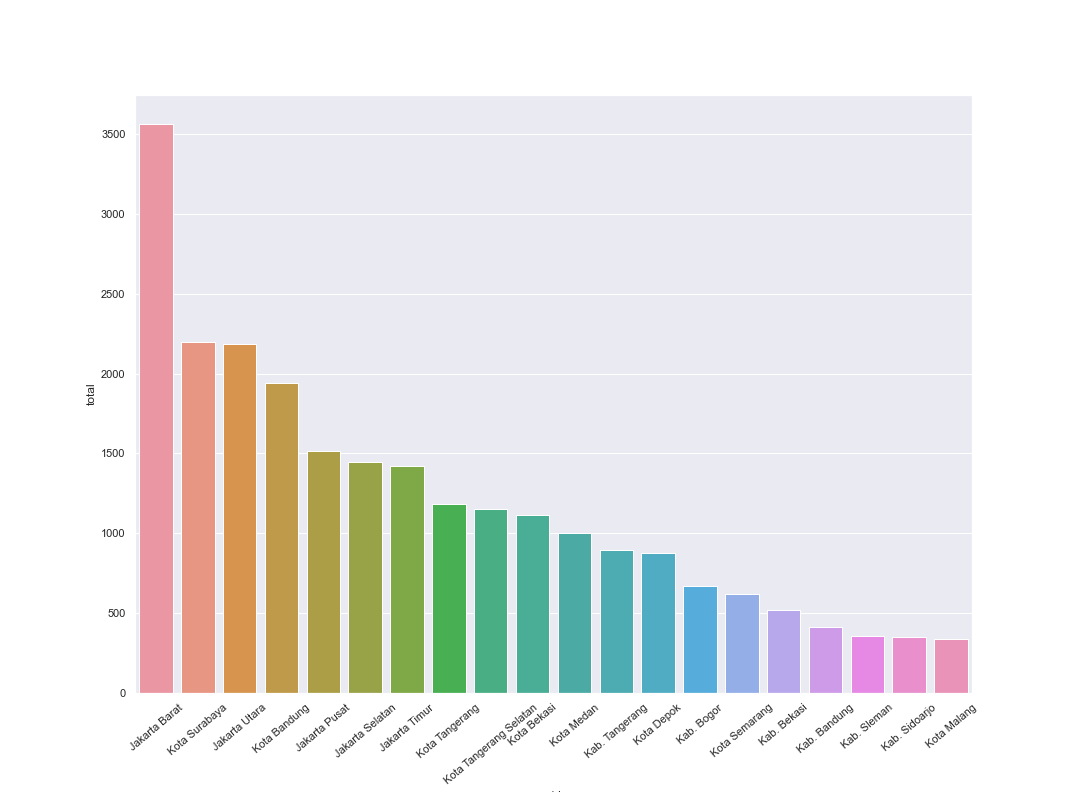 3500
3000
2500
2000
1500
1000
500
0
total
Jakarta Barat
Kota Surabaya
Jakarta Utara
Kota Bandung
Jakarta Pusat
Jakarta Selatan
Jakarta Timur
Kota Tangerang
Kota Tangerang Selatan
Kota Bekasi
Kota Medan
Kab. Tangerang
Kota Depok
Kab. Bogor
Kota Semarang
Kab. Bekasi
Kab. Bandung
Kab. Sleman
Kab. Sidoarjo
Kota Malang